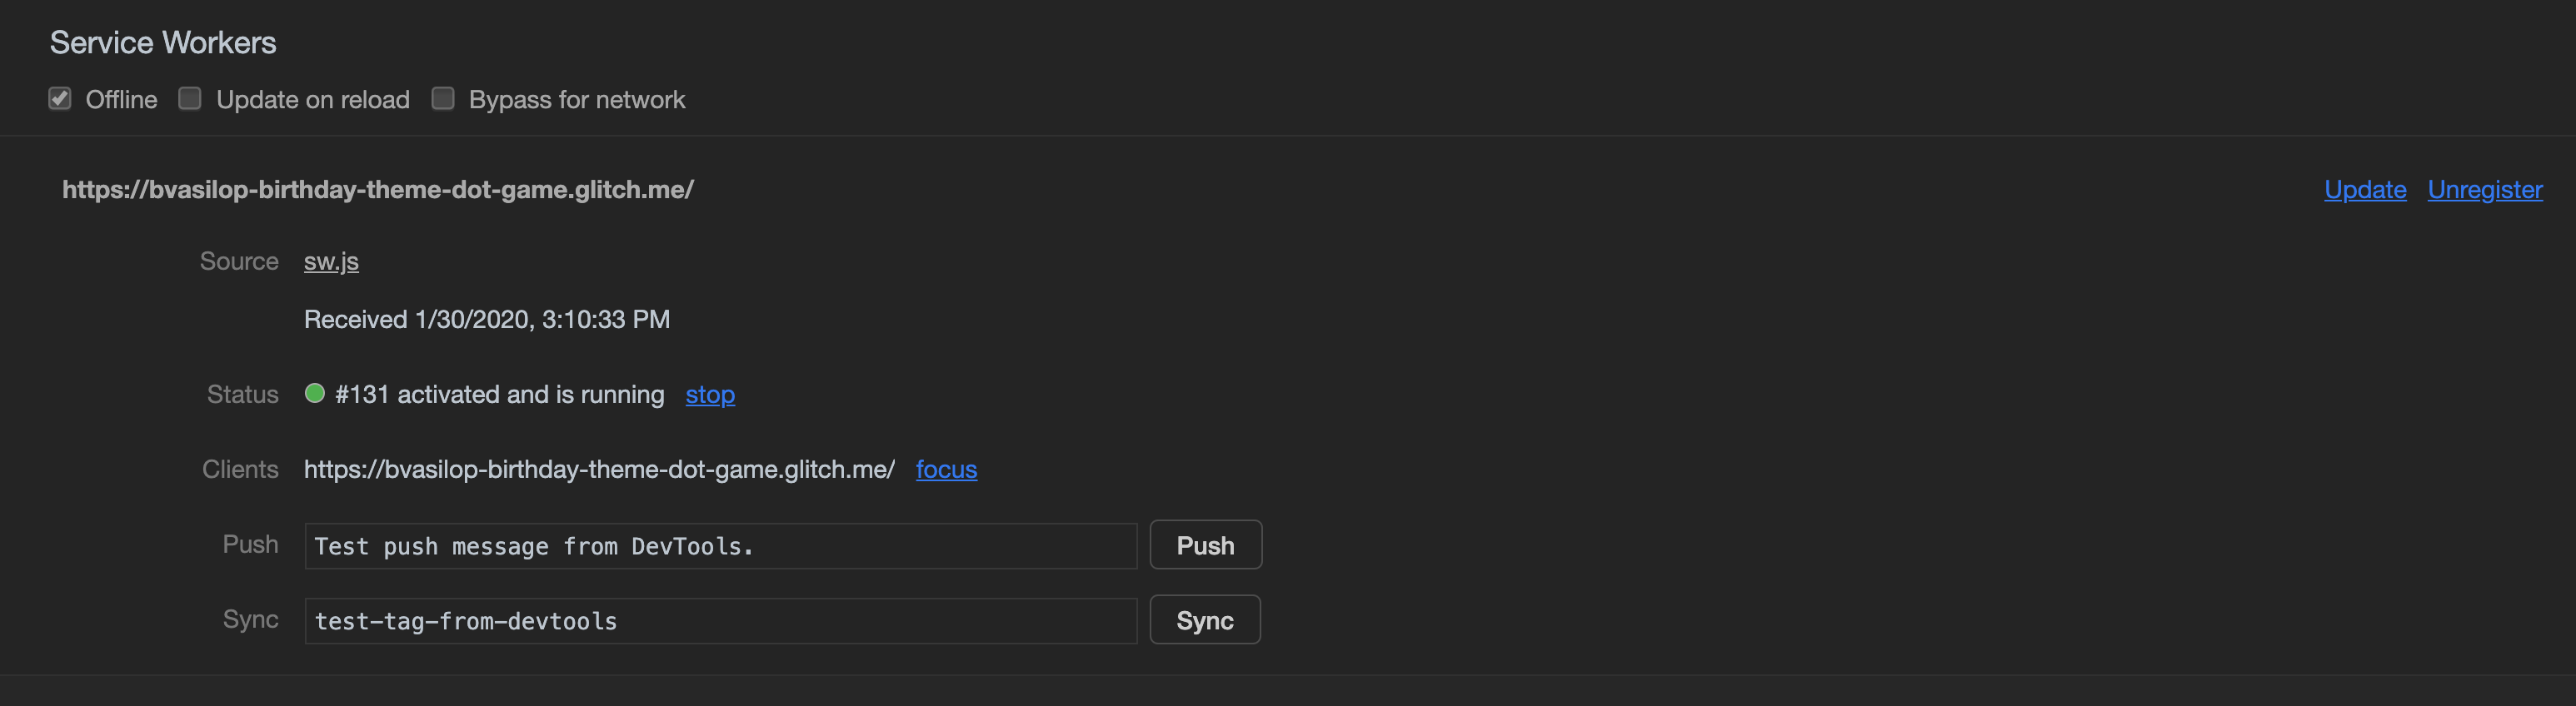 Service Workers
Offline Update on reload Bypass for network
https://bvasilop-birthday-theme-dot-game.glitch.me/ Update Unregister
Source sw.js
Received 1/30/2020, 3:10:33 PM
Status #131 activated and is running stop
Clients https://bvasilop-birthday-theme-dot-game.glitch.me/ focus
Push Test push message from DevTools. Push
Sync test-tag-from-devtools Sync